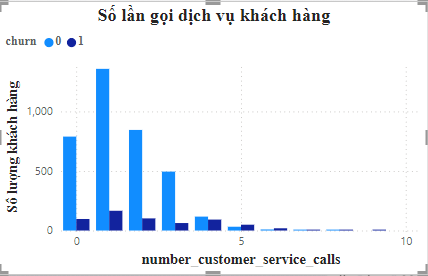 Số lần gọi dịch vụ khách hàng
churn 0 1
Số lượng khách hàng
1,000
500
0
0 5 10
number_customer_service_calls